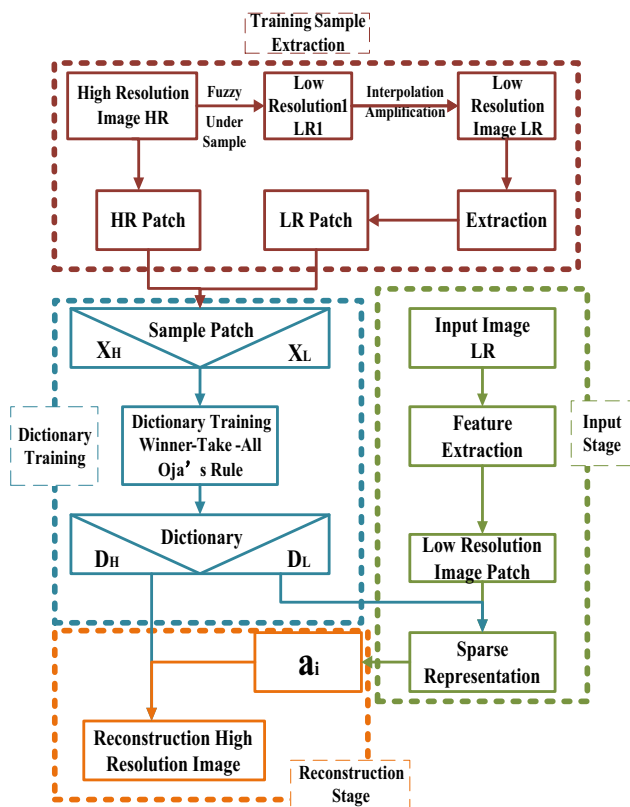 Training Sample
Extraction
High Resolution
Image HR
Fuzzy
Under
Sample
Low
Resolution1
LR1
Interpolation
Amplification
Low
Resolution
Image LR
HR Patch
LR Patch
Extraction
Sample Patch
XH
XL
Dictionary
Training
Dictionary Training
Winner-Take -All
Oja’s Rule
Dictionary
DH
DL
Input Image
LR
Feature
Extraction
Input
Stage
Low Resolution
Image Patch
Sparse
Representation
ai
Reconstruction High
Resolution Image
Reconstruction
Stage